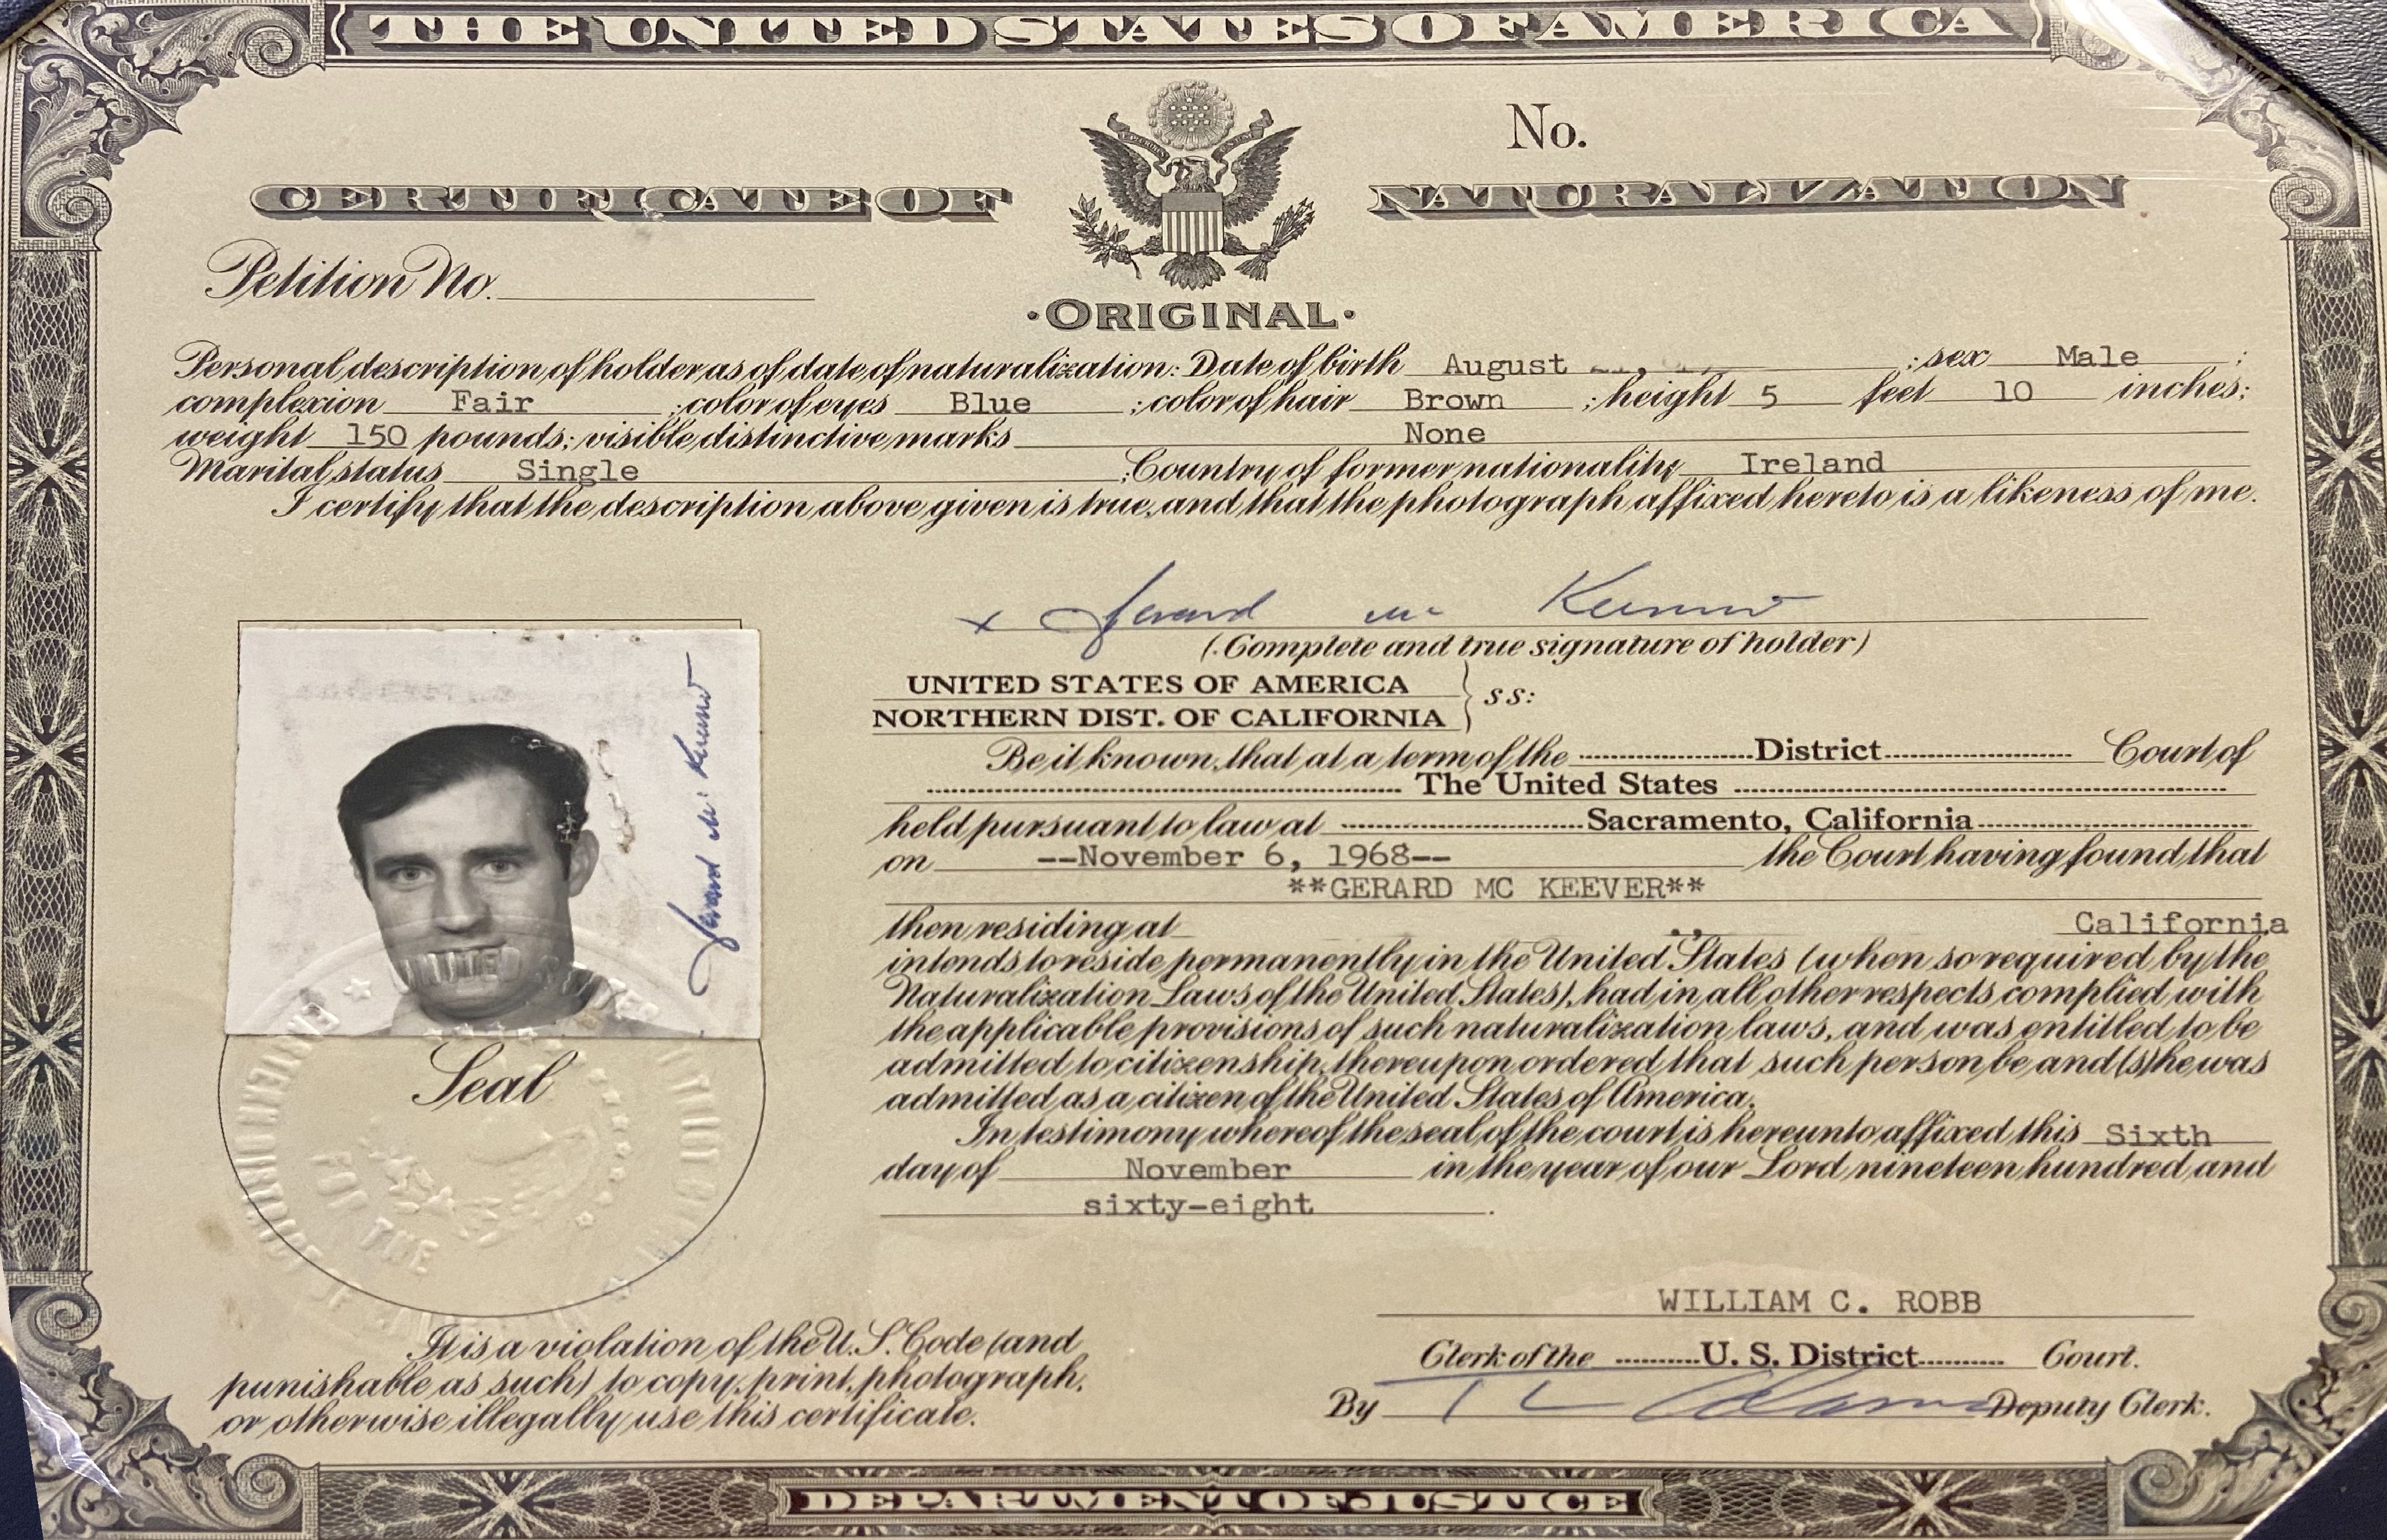 THE UNITED STATES OF AMERICA
No.
CERTIFICATE OF NATURALIZATION
Petition No.
·ORIGINAL·
Personal description of holder as of date of naturalization: Date of birth August ; sex Male ;
complexion Fair ; color of eyes Blue ; color of hair Brown ; height 5 feet 10 inches;
weight 150 pounds; visible distinctive marks None
Marital status Single ; Country of former nationality Ireland
I certify that the description above given is true, and that the photograph affixed hereto is a likeness of me.
x Gerard Mc Keever
(Complete and true signature of holder)
Gerard Mc Keever
UNITED STATES OF AMERICA
NORTHERN DIST. OF CALIFORNIA } ss:
Be it known, that at a term of the District Court of
The United States
held pursuant to law at Sacramento, California
on --November 6, 1968-- the Court having found that
**GERARD MC KEEVER**
then residing at California
intends to reside permanently in the United States (when so required by the
Naturalization Laws of the United States), had in all other respects complied with
the applicable provisions of such naturalization laws, and was entitled to be
admitted to citizenship, thereupon ordered that such person be and (s)he was
admitted as a citizen of the United States of America.
In testimony whereof the seal of the court is hereunto affixed this Sixth
day of November in the year of our Lord nineteen hundred and
sixty-eight.
UNITED
Seal
FOR THE
It is a violation of the U.S. Code (and
punishable as such) to copy, print, photograph,
or otherwise illegally use this certificate.
WILLIAM C. ROBB
Clerk of the U. S. District Court.
By Deputy Clerk.
DEPARTMENT OF JUSTICE